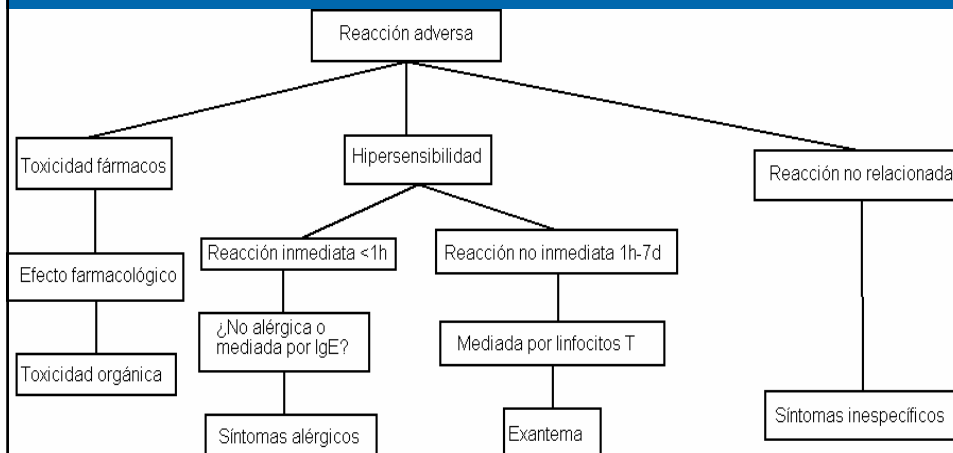 Reacción adversa
Toxicidad fármacos
Hipersensibilidad
Reacción no relacionada
Reacción inmediata <1h
Reacción no inmediata 1h-7d
Efecto farmacológico
¿No alérgica o
mediada por IgE?
Mediada por linfocitos T
Toxicidad orgánica
Síntomas alérgicos
Exantema
Síntomas inespecíficos